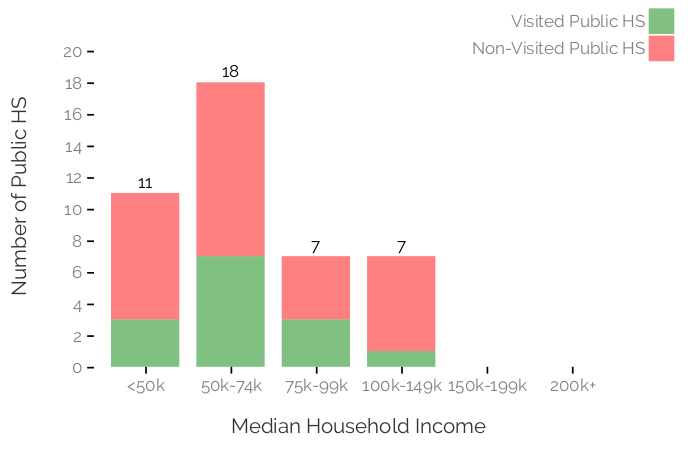 Visited Public HS
Non-Visited Public HS
Number of Public HS
20
18
16
14
12
10
8
6
4
2
0
11
18
7
7
<50k
50k-74k
75k-99k
100k-149k
150k-199k
200k+
Median Household Income